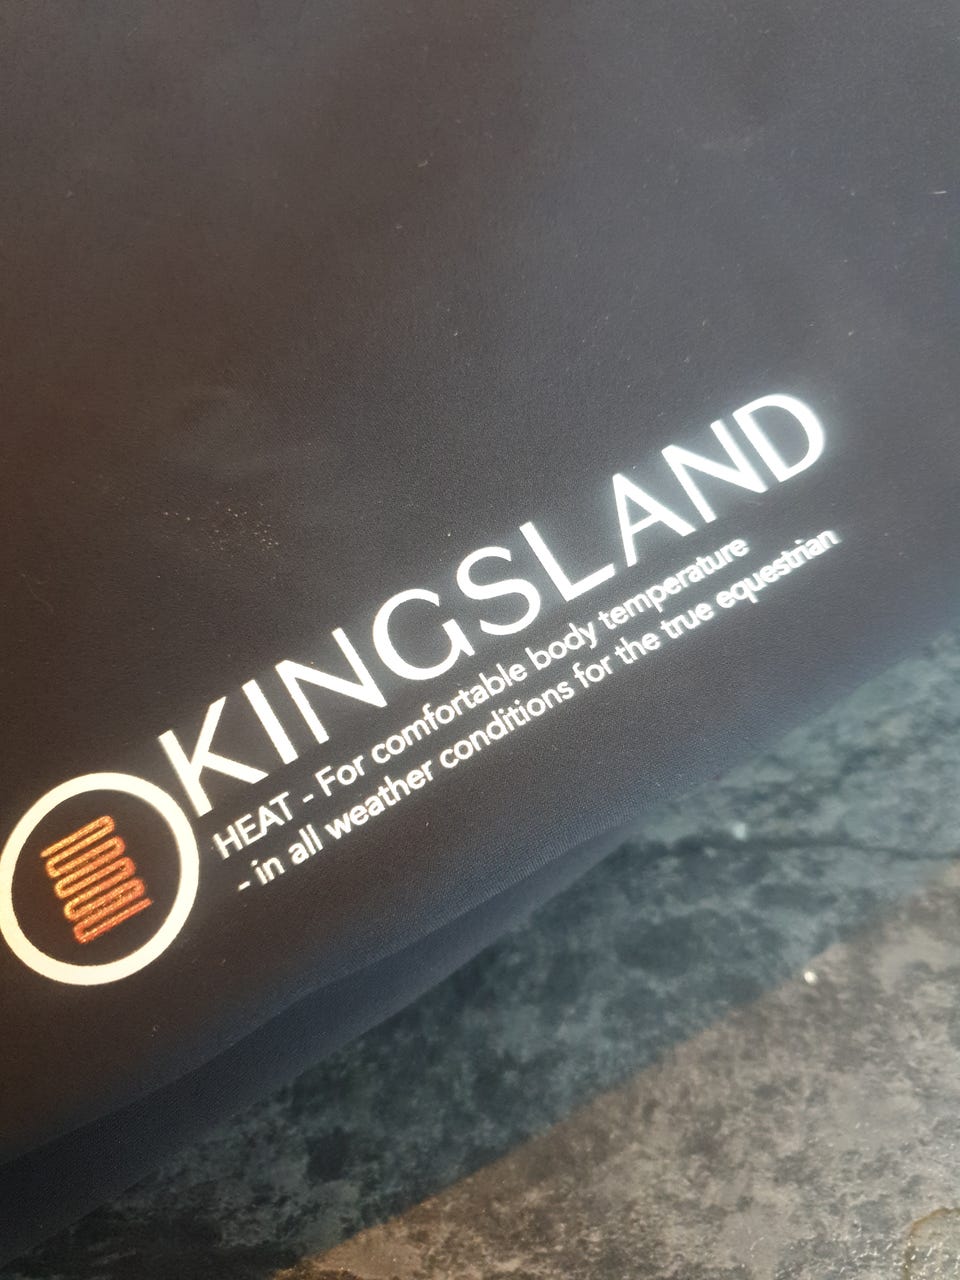 KINGSLAND
HEAT - For comfortable body temperature
- in all weather conditions for the true equestrian